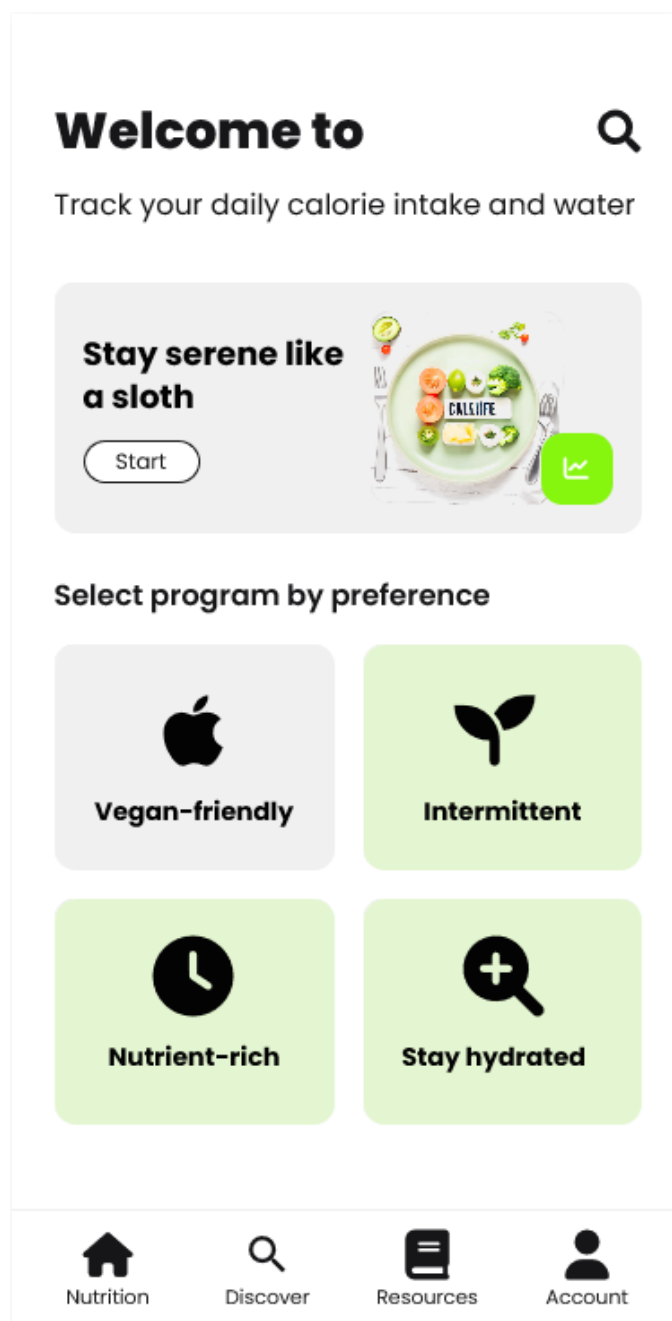 Welcome to
Track your daily calorie intake and water
Stay serene like
a sloth
Start
Select program by preference
Vegan-friendly
Intermittent
Nutrient-rich
Stay hydrated
Nutrition
Discover
Resources
Account